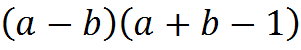 (a − b)(a + b − 1)